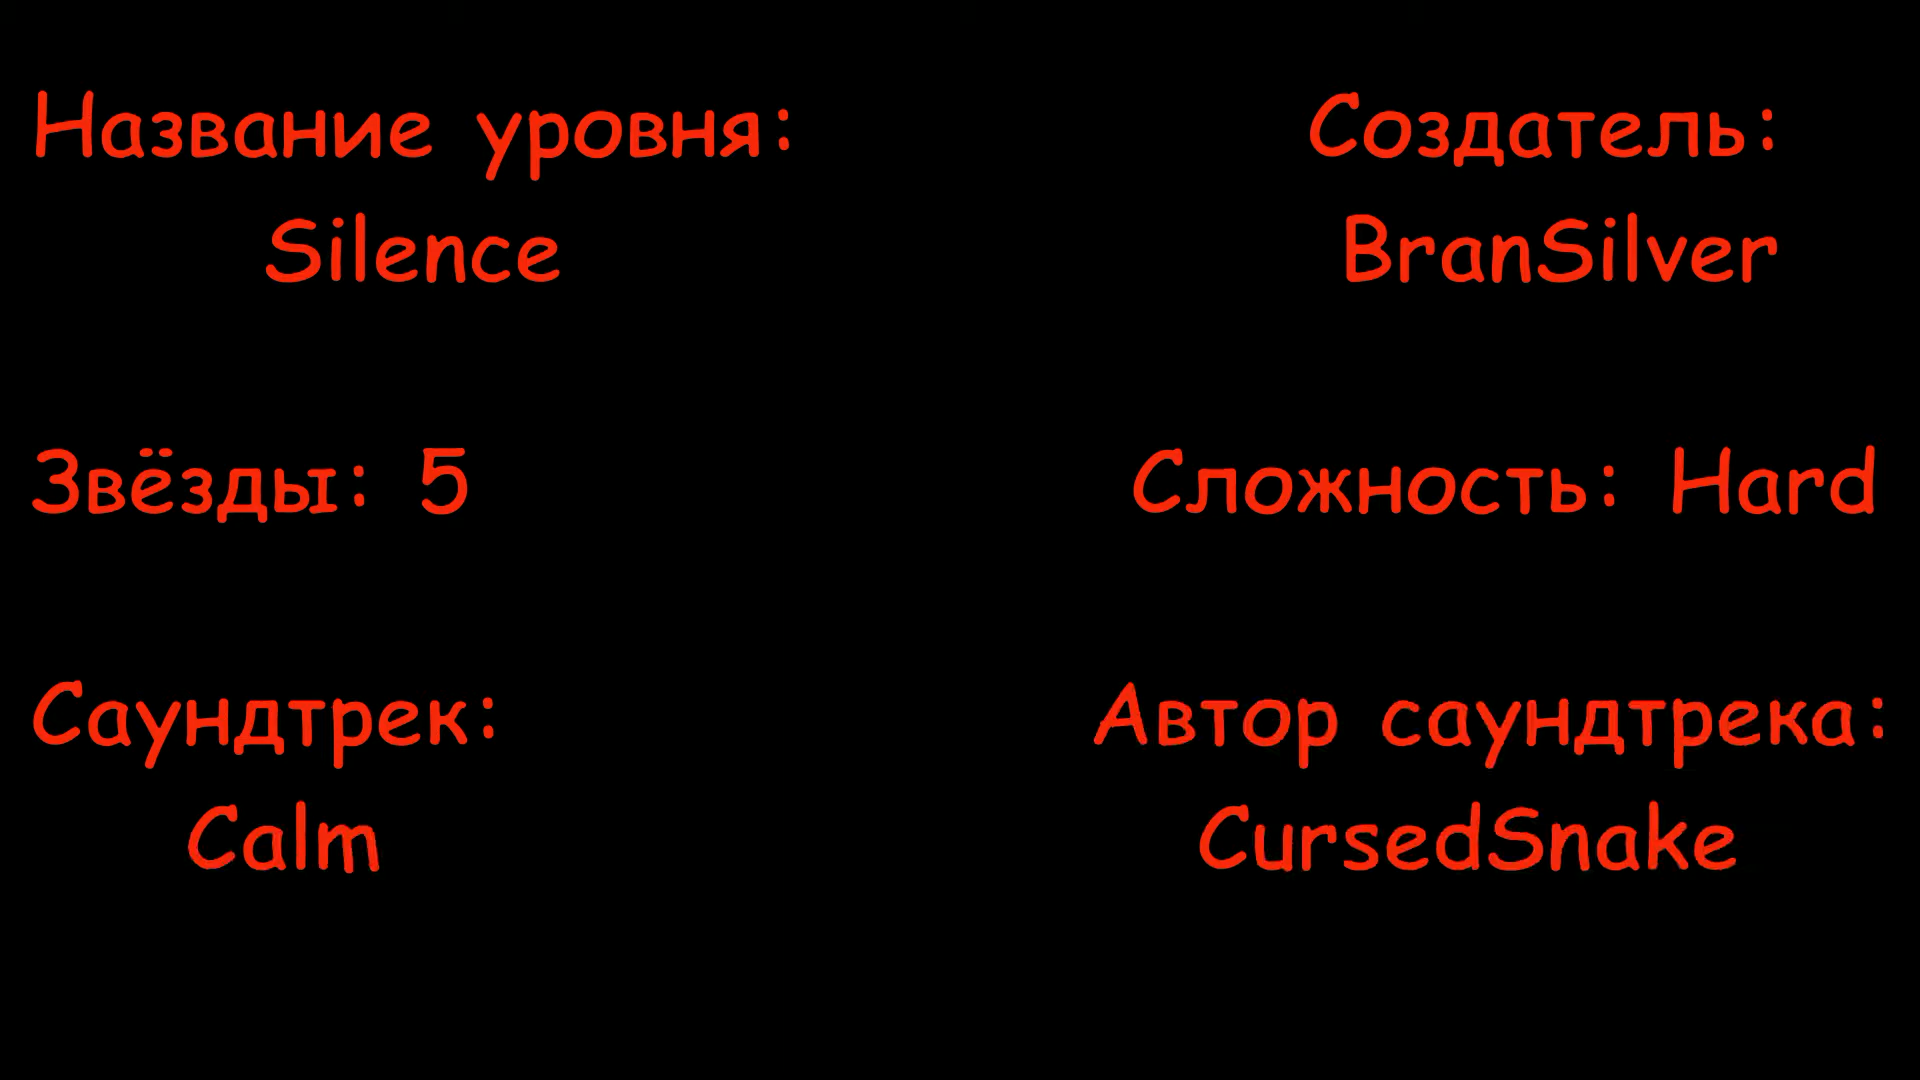 Название уровня:
Silence
Создатель:
BranSilver
Звёзды: 5
Сложность: Hard
Саундтрек:
Calm
Автор саундтрека:
CursedSnake